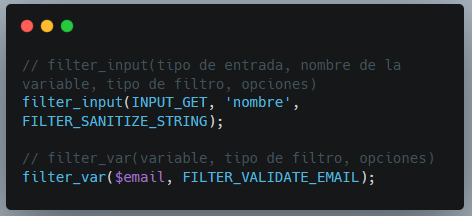 // filter_input(tipo de entrada, nombre de la
variable, tipo de filtro, opciones)
filter_input(INPUT_GET, 'nombre',
FILTER_SANITIZE_STRING);
// filter_var(variable, tipo de filtro, opciones)
filter_var($email, FILTER_VALIDATE_EMAIL);